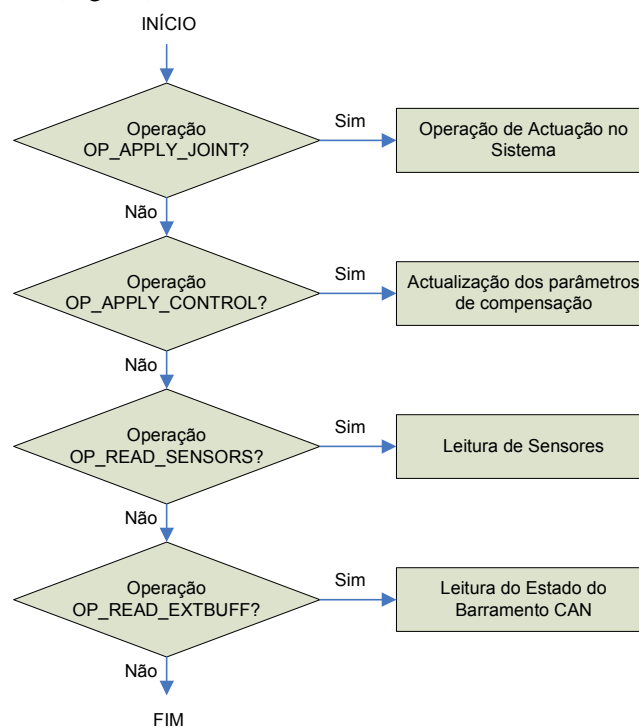 INÍCIO
Operação
OP_APPLY_JOINT?
Sim
Operação de Actuação no
Sistema
Não
Operação
OP_APPLY_CONTROL?
Sim
Actualização dos parâmetros
de compensação
Não
Operação
OP_READ_SENSORS?
Sim
Leitura de Sensores
Não
Operação
OP_READ_EXTBUFF?
Sim
Leitura do Estado do
Barramento CAN
Não
FIM